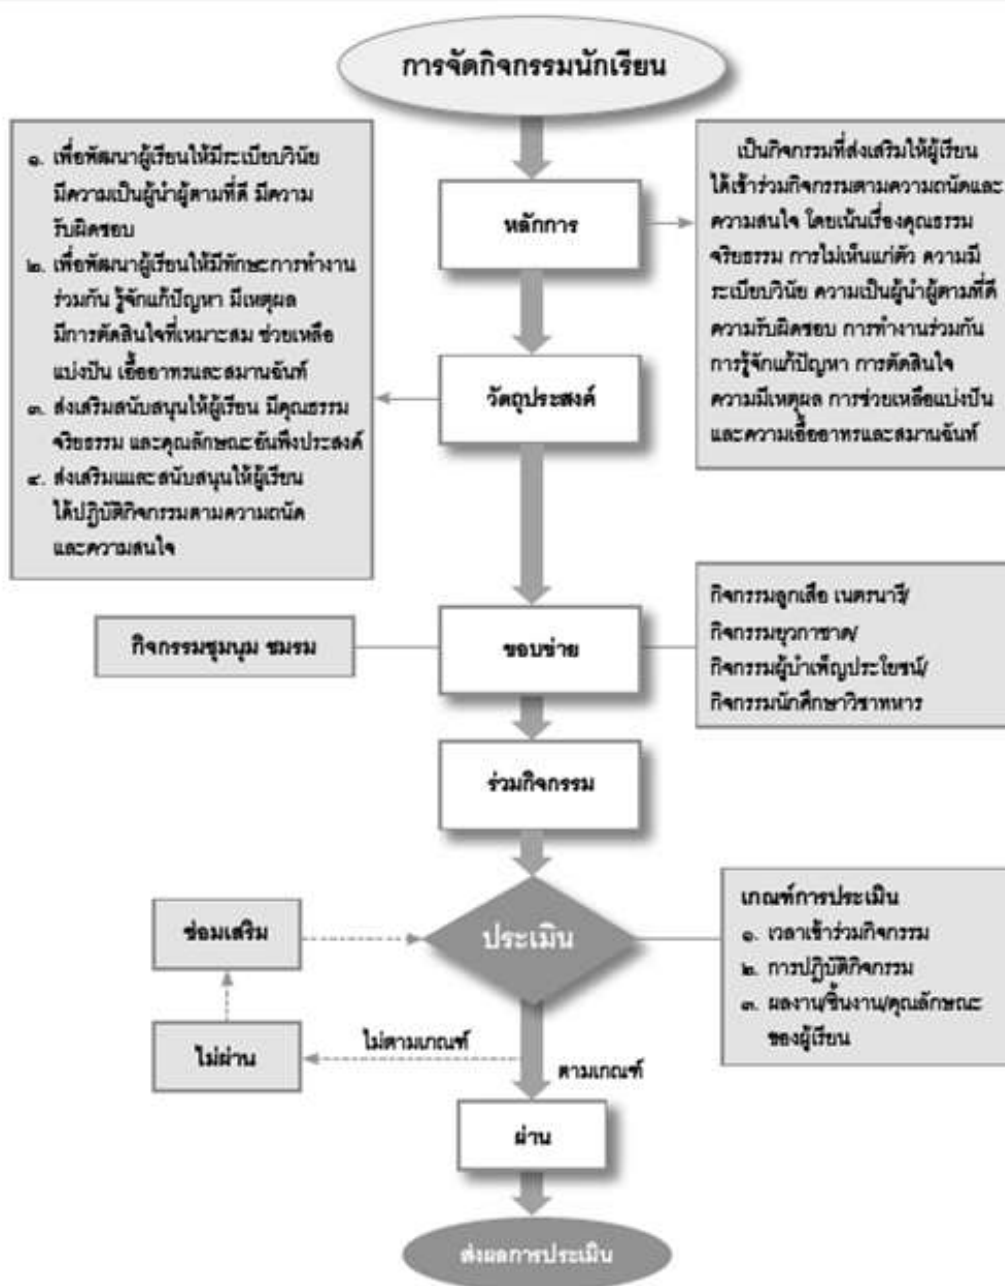 การจัดกิจกรรมนักเรียน
๑. เพื่อพัฒนาผู้เรียนให้มีระเบียบวินัย
มีความเป็นผู้นำผู้ตามที่ดี มีความ
รับผิดชอบ
๒. เพื่อพัฒนาผู้เรียนให้มีทักษะการทำงาน
ร่วมกัน รู้จักแก้ปัญหา มีเหตุผล
มีการตัดสินใจที่เหมาะสม ช่วยเหลือ
แบ่งปัน เอื้ออาทรและสมานฉันท์
๓. ส่งเสริมสนับสนุนให้ผู้เรียน มีคุณธรรม
จริยธรรม และคุณลักษณะอันพึงประสงค์
๔. ส่งเสริมและสนับสนุนให้ผู้เรียน
ได้ปฏิบัติกิจกรรมตามความถนัด
และความสนใจ
หลักการ
เป็นกิจกรรมที่ส่งเสริมให้ผู้เรียน
ได้เข้าร่วมกิจกรรมตามความถนัดและ
ความสนใจ โดยเน้นเรื่องคุณธรรม
จริยธรรม การไม่เห็นแก่ตัว ความมี
ระเบียบวินัย ความเป็นผู้นำผู้ตามที่ดี
ความรับผิดชอบ การทำงานร่วมกัน
การรู้จักแก้ปัญหา การตัดสินใจ
ความมีเหตุผล การช่วยเหลือแบ่งปัน
และความเอื้ออาทรและสมานฉันท์
วัตถุประสงค์
กิจกรรมชุมนุม ชมรม
ขอบข่าย
กิจกรรมลูกเสือ เนตรนารี/
กิจกรรมยุวกาชาด/
กิจกรรมผู้บำเพ็ญประโยชน์/
กิจกรรมนักศึกษาวิชาทหาร
ร่วมกิจกรรม
ซ่อมเสริม
ประเมิน
เกณฑ์การประเมิน
๑. เวลาเข้าร่วมกิจกรรม
๒. การปฏิบัติกิจกรรม
๓. ผลงาน/ชิ้นงาน/คุณลักษณะ
ของผู้เรียน
ไม่ผ่าน
ไม่ตามเกณฑ์
ตามเกณฑ์
ผ่าน
ส่งผลการประเมิน